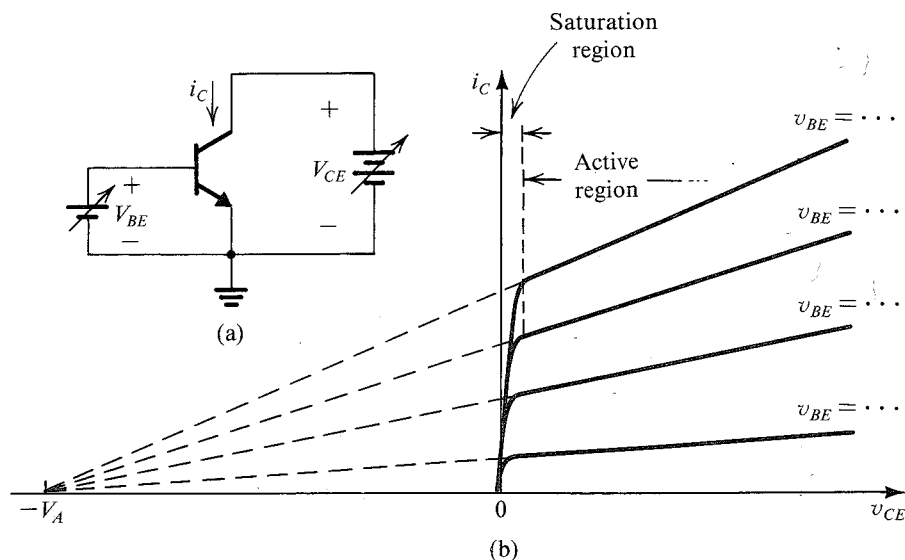 Saturation
region
i_C
i_C
v_BE = · · ·
+
Active
region
V_CE
+
V_BE
−
−
v_BE = · · ·
(a)
v_BE = · · ·
v_BE = · · ·
−V_A
0
v_CE
(b)